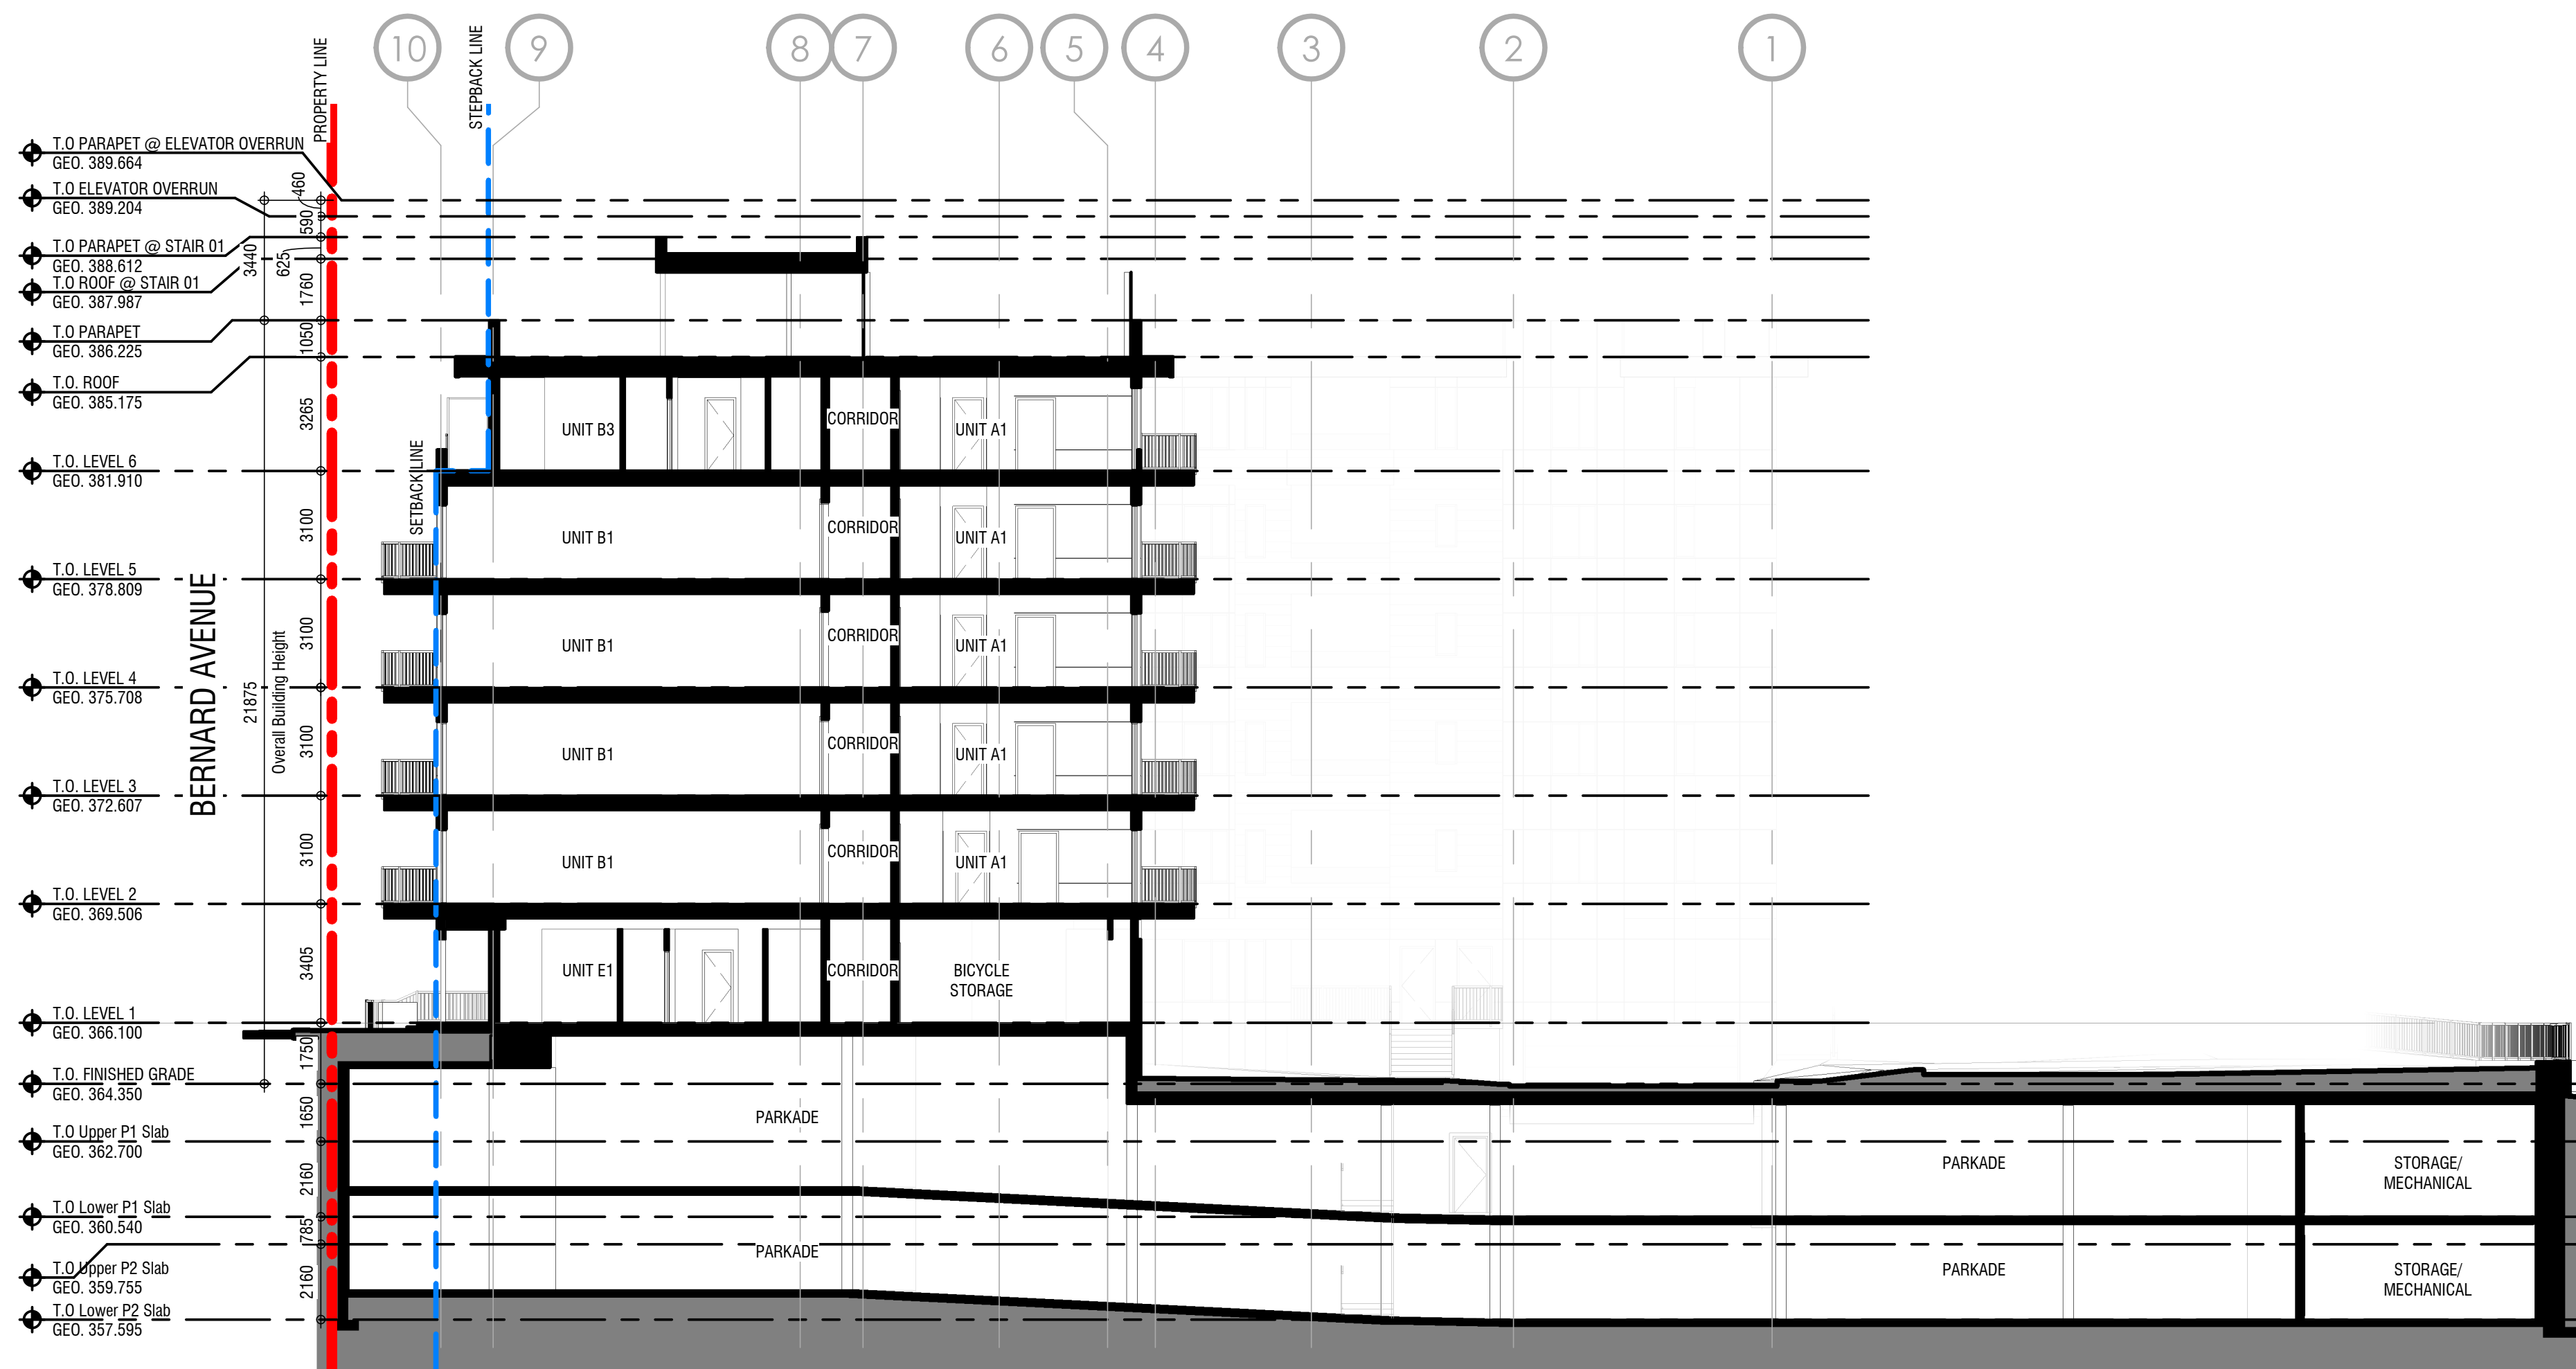 10
9
8
7
6
5
4
3
2
1
PROPERTY LINE
STEPBACK LINE
SETBACK LINE
T.O PARAPET @ ELEVATOR OVERRUN
GEO. 389.664
T.O ELEVATOR OVERRUN
GEO. 389.204
T.O PARAPET @ STAIR 01
GEO. 388.612
T.O ROOF @ STAIR 01
GEO. 387.987
T.O PARAPET
GEO. 386.225
T.O. ROOF
GEO. 385.175
T.O. LEVEL 6
GEO. 381.910
T.O. LEVEL 5
GEO. 378.809
T.O. LEVEL 4
GEO. 375.708
T.O. LEVEL 3
GEO. 372.607
T.O. LEVEL 2
GEO. 369.506
T.O. LEVEL 1
GEO. 366.100
T.O. FINISHED GRADE
GEO. 364.350
T.O Upper P1 Slab
GEO. 362.700
T.O Lower P1 Slab
GEO. 360.540
T.O Upper P2 Slab
GEO. 359.755
T.O Lower P2 Slab
GEO. 357.595
BERNARD AVENUE
3440
21875
Overall Building Height
460
590
625
1760
1050
3265
3100
3100
3100
3100
3405
1750
1650
2160
785
2160
UNIT B3
CORRIDOR
UNIT A1
UNIT B1
CORRIDOR
UNIT A1
UNIT B1
CORRIDOR
UNIT A1
UNIT B1
CORRIDOR
UNIT A1
UNIT B1
CORRIDOR
UNIT A1
UNIT E1
CORRIDOR
BICYCLE
STORAGE
PARKADE
PARKADE
STORAGE/
MECHANICAL
PARKADE
PARKADE
STORAGE/
MECHANICAL